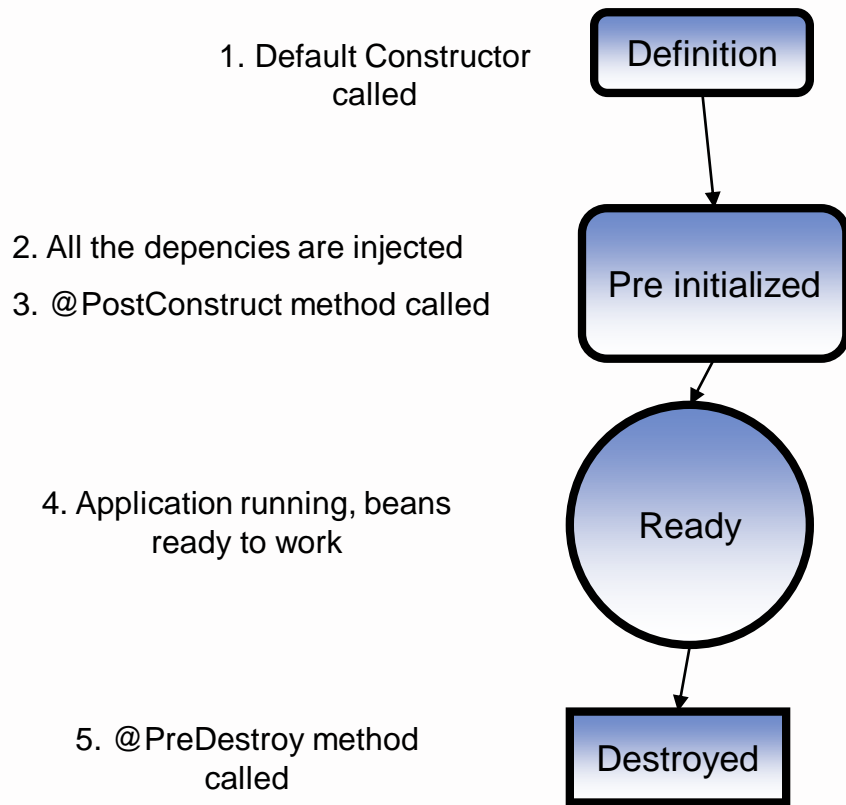 1. Default Constructor
called
Definition
2. All the depencies are injected
3. @PostConstruct method called
Pre initialized
4. Application running, beans
ready to work
Ready
5. @PreDestroy method
called
Destroyed